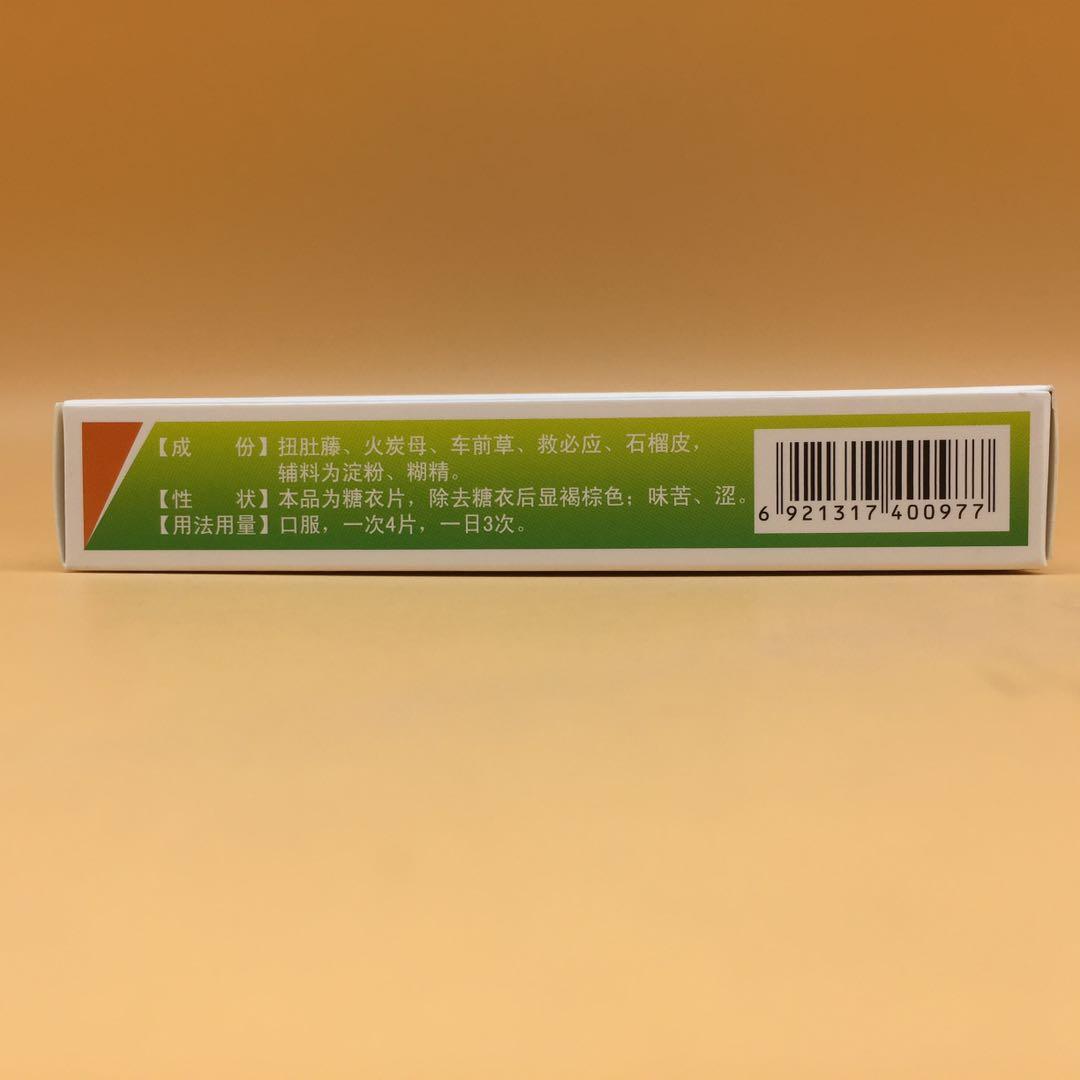 【成　　份】扭肚藤、火炭母、车前草、救必应、石榴皮，
辅料为淀粉、糊精。
【性　　状】本品为糖衣片，除去糖衣后显褐棕色；味苦、涩。
【用法用量】口服，一次4片，一日3次。
6 921317 400977